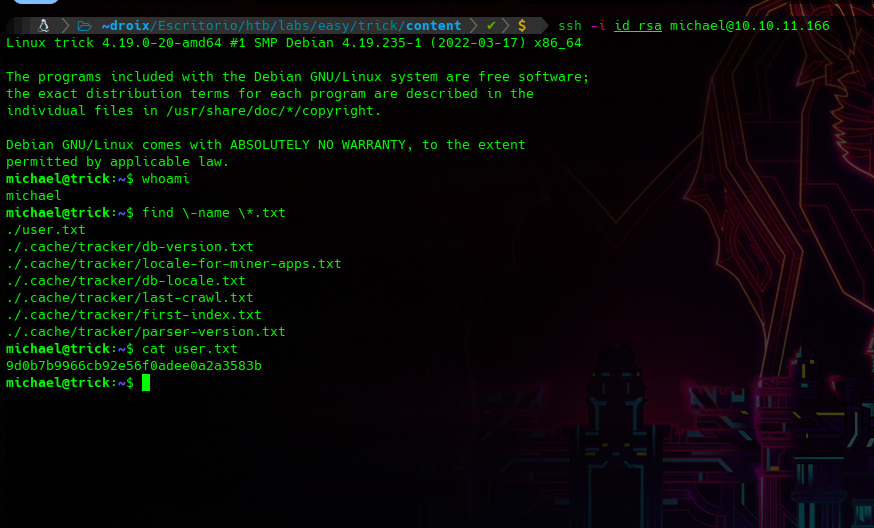 ~droix/Escritorio/htb/labs/easy/trick/content ✔ $ ssh -i id_rsa michael@10.10.11.166
Linux trick 4.19.0-20-amd64 #1 SMP Debian 4.19.235-1 (2022-03-17) x86_64
The programs included with the Debian GNU/Linux system are free software;
the exact distribution terms for each program are described in the
individual files in /usr/share/doc/*/copyright.
Debian GNU/Linux comes with ABSOLUTELY NO WARRANTY, to the extent
permitted by applicable law.
michael@trick:~$ whoami
michael
michael@trick:~$ find \-name \*.txt
./user.txt
./.cache/tracker/db-version.txt
./.cache/tracker/locale-for-miner-apps.txt
./.cache/tracker/db-locale.txt
./.cache/tracker/last-crawl.txt
./.cache/tracker/first-index.txt
./.cache/tracker/parser-version.txt
michael@trick:~$ cat user.txt
9d0b7b9966cb92e56f0adee0a2a3583b
michael@trick:~$